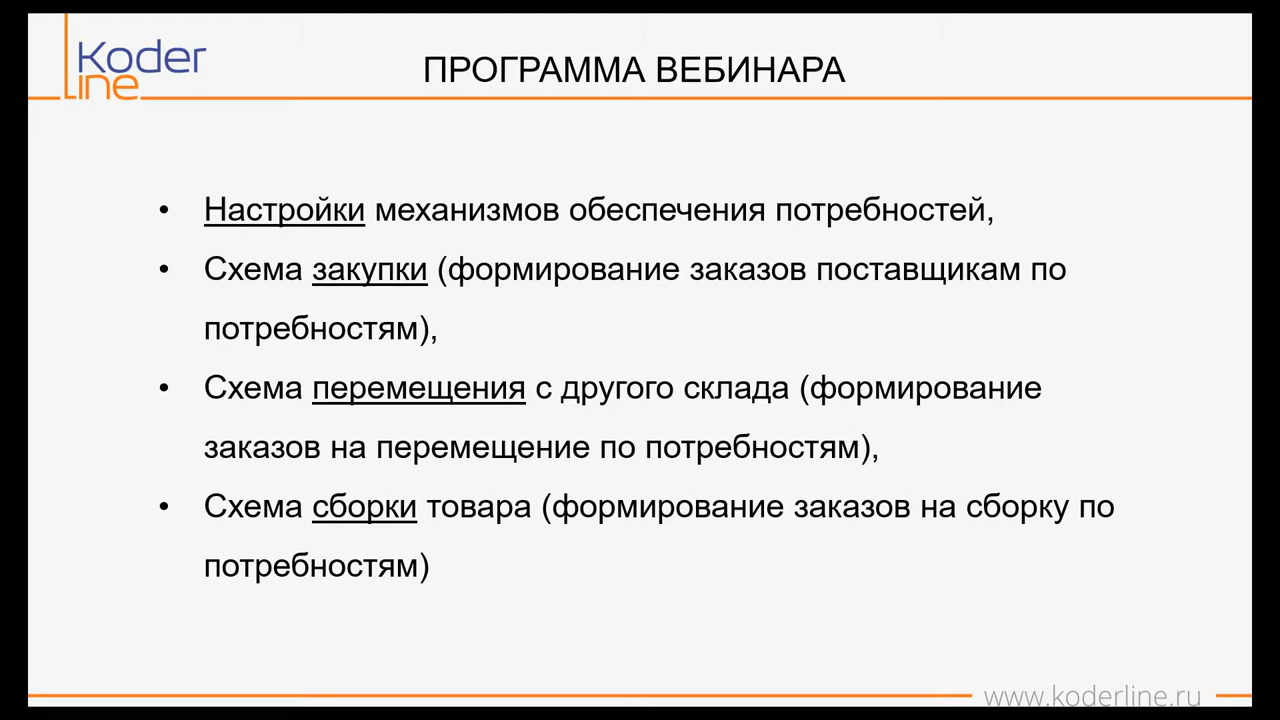 Koder
line
ПРОГРАММА ВЕБИНАРА
• Настройки механизмов обеспечения потребностей,
• Схема закупки (формирование заказов поставщикам по
потребностям),
• Схема перемещения с другого склада (формирование
заказов на перемещение по потребностям),
• Схема сборки товара (формирование заказов на сборку по
потребностям)
www.koderline.ru